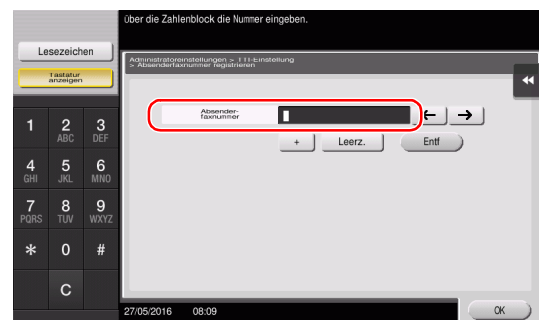 über die Zahlenblock die Nummer eingeben.
Lesezeichen
Tastatur
anzeigen
Administratoreinstellungen > TTI-Einstellung
> Absenderfaxnummer registrieren
Absender-
faxnummer
← →
+ Leerz. Entf
1 2 ABC 3 DEF
4 GHI 5 JKL 6 MNO
7 PQRS 8 TUV 9 WXYZ
* 0 #
C
27/05/2016 08:09
OK